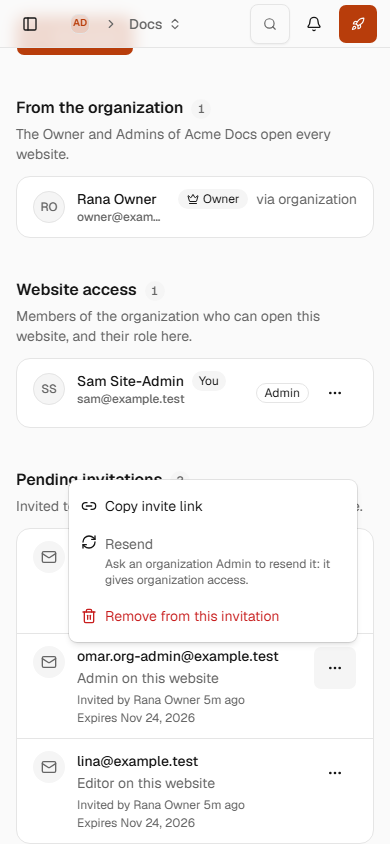 AD
Docs
From the organization 1
The Owner and Admins of Acme Docs open every
website.
RO
Rana Owner
Owner
via organization
owner@exam…
Website access 1
Members of the organization who can open this
website, and their role here.
SS
Sam Site-Admin You
sam@example.test
Admin
Pending invitations
Invited
Copy invite link
Resend
Ask an organization Admin to resend it: it
gives organization access.
Remove from this invitation
omar.org-admin@example.test
Admin on this website
Invited by Rana Owner 5m ago
Expires Nov 24, 2026
lina@example.test
Editor on this website
Invited by Rana Owner 5m ago
Expires Nov 24, 2026